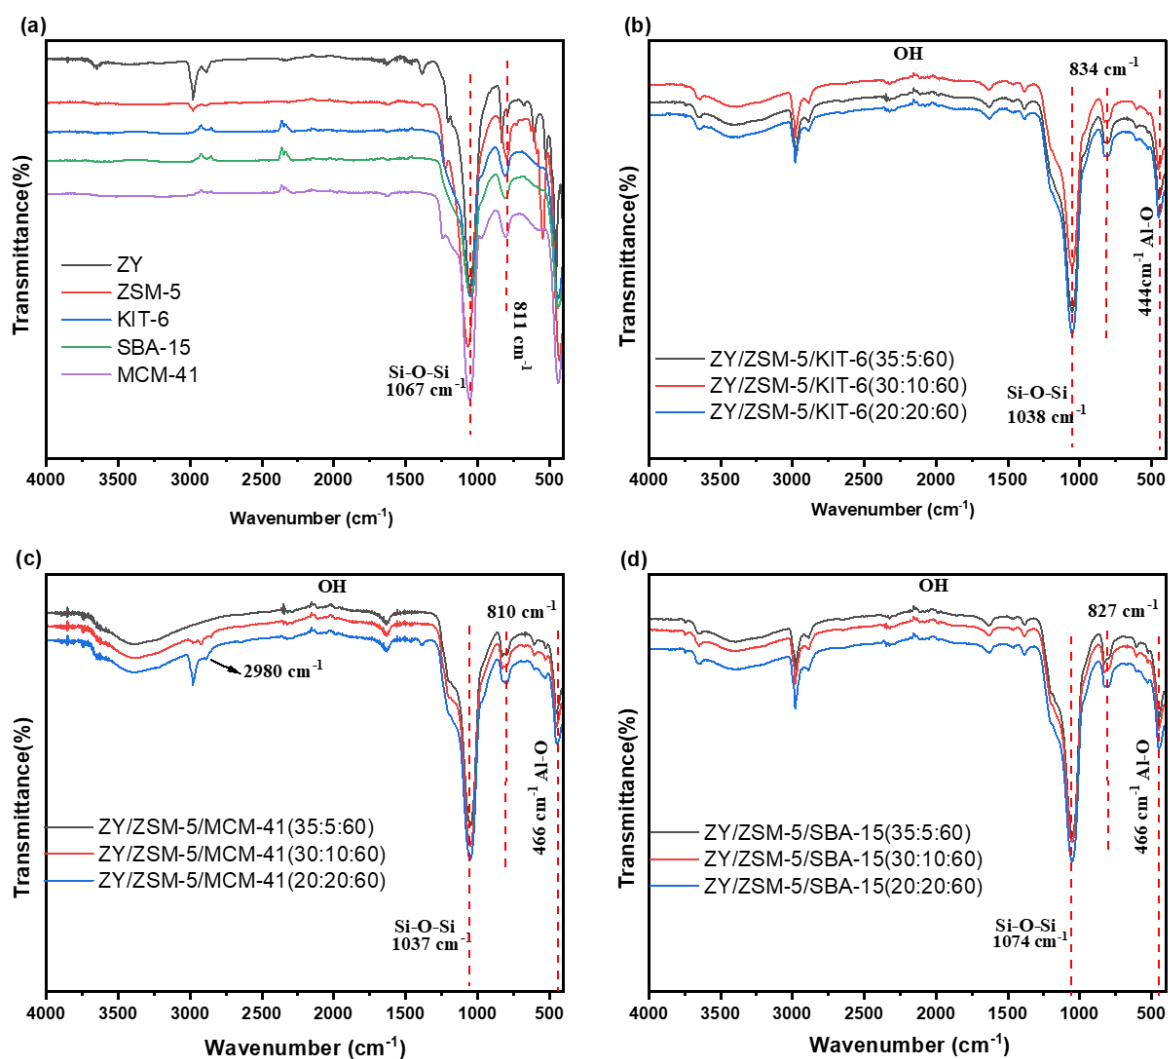 (a)
Transmittance(%)
ZY
ZSM-5
KIT-6
SBA-15
MCM-41
Si-O-Si
1067 cm⁻¹
811 cm⁻¹
4000 3500 3000 2500 2000 1500 1000 500
Wavenumber (cm⁻¹)
(b)
Transmittance(%)
OH
834 cm⁻¹
444cm⁻¹ Al-O
ZY/ZSM-5/KIT-6(35:5:60)
ZY/ZSM-5/KIT-6(30:10:60)
ZY/ZSM-5/KIT-6(20:20:60)
Si-O-Si
1038 cm⁻¹
4000 3500 3000 2500 2000 1500 1000 500
Wavenumber (cm⁻¹)
(c)
Transmittance(%)
OH
810 cm⁻¹
2980 cm⁻¹
466 cm⁻¹ Al-O
ZY/ZSM-5/MCM-41(35:5:60)
ZY/ZSM-5/MCM-41(30:10:60)
ZY/ZSM-5/MCM-41(20:20:60)
Si-O-Si
1037 cm⁻¹
4000 3500 3000 2500 2000 1500 1000 500
Wavenumber (cm⁻¹)
(d)
Transmittance(%)
OH
827 cm⁻¹
466 cm⁻¹ Al-O
ZY/ZSM-5/SBA-15(35:5:60)
ZY/ZSM-5/SBA-15(30:10:60)
ZY/ZSM-5/SBA-15(20:20:60)
Si-O-Si
1074 cm⁻¹
4000 3500 3000 2500 2000 1500 1000 500
Wavenumber (cm⁻¹)